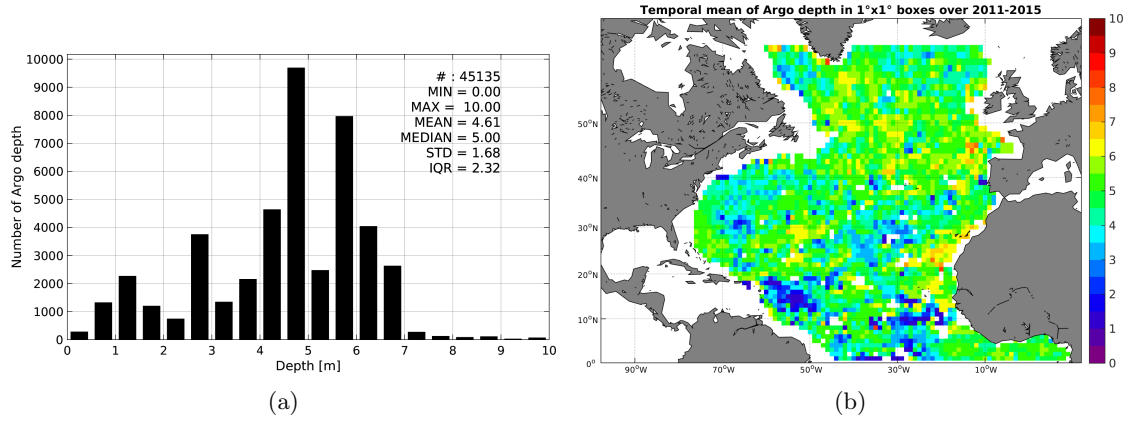 Temporal mean of Argo depth in 1°x1° boxes over 2011-2015
10000
9000
8000
7000
6000
5000
4000
3000
2000
1000
0
Number of Argo depth
# : 45135
MIN = 0.00
MAX = 10.00
MEAN = 4.61
MEDIAN = 5.00
STD = 1.68
IQR = 2.32
0 1 2 3 4 5 6 7 8 9 10
Depth [m]
50°N
40°N
30°N
20°N
10°N
0°
90°W 70°W 50°W 30°W 10°W
10
9
8
7
6
5
4
3
2
1
0
(a)
(b)